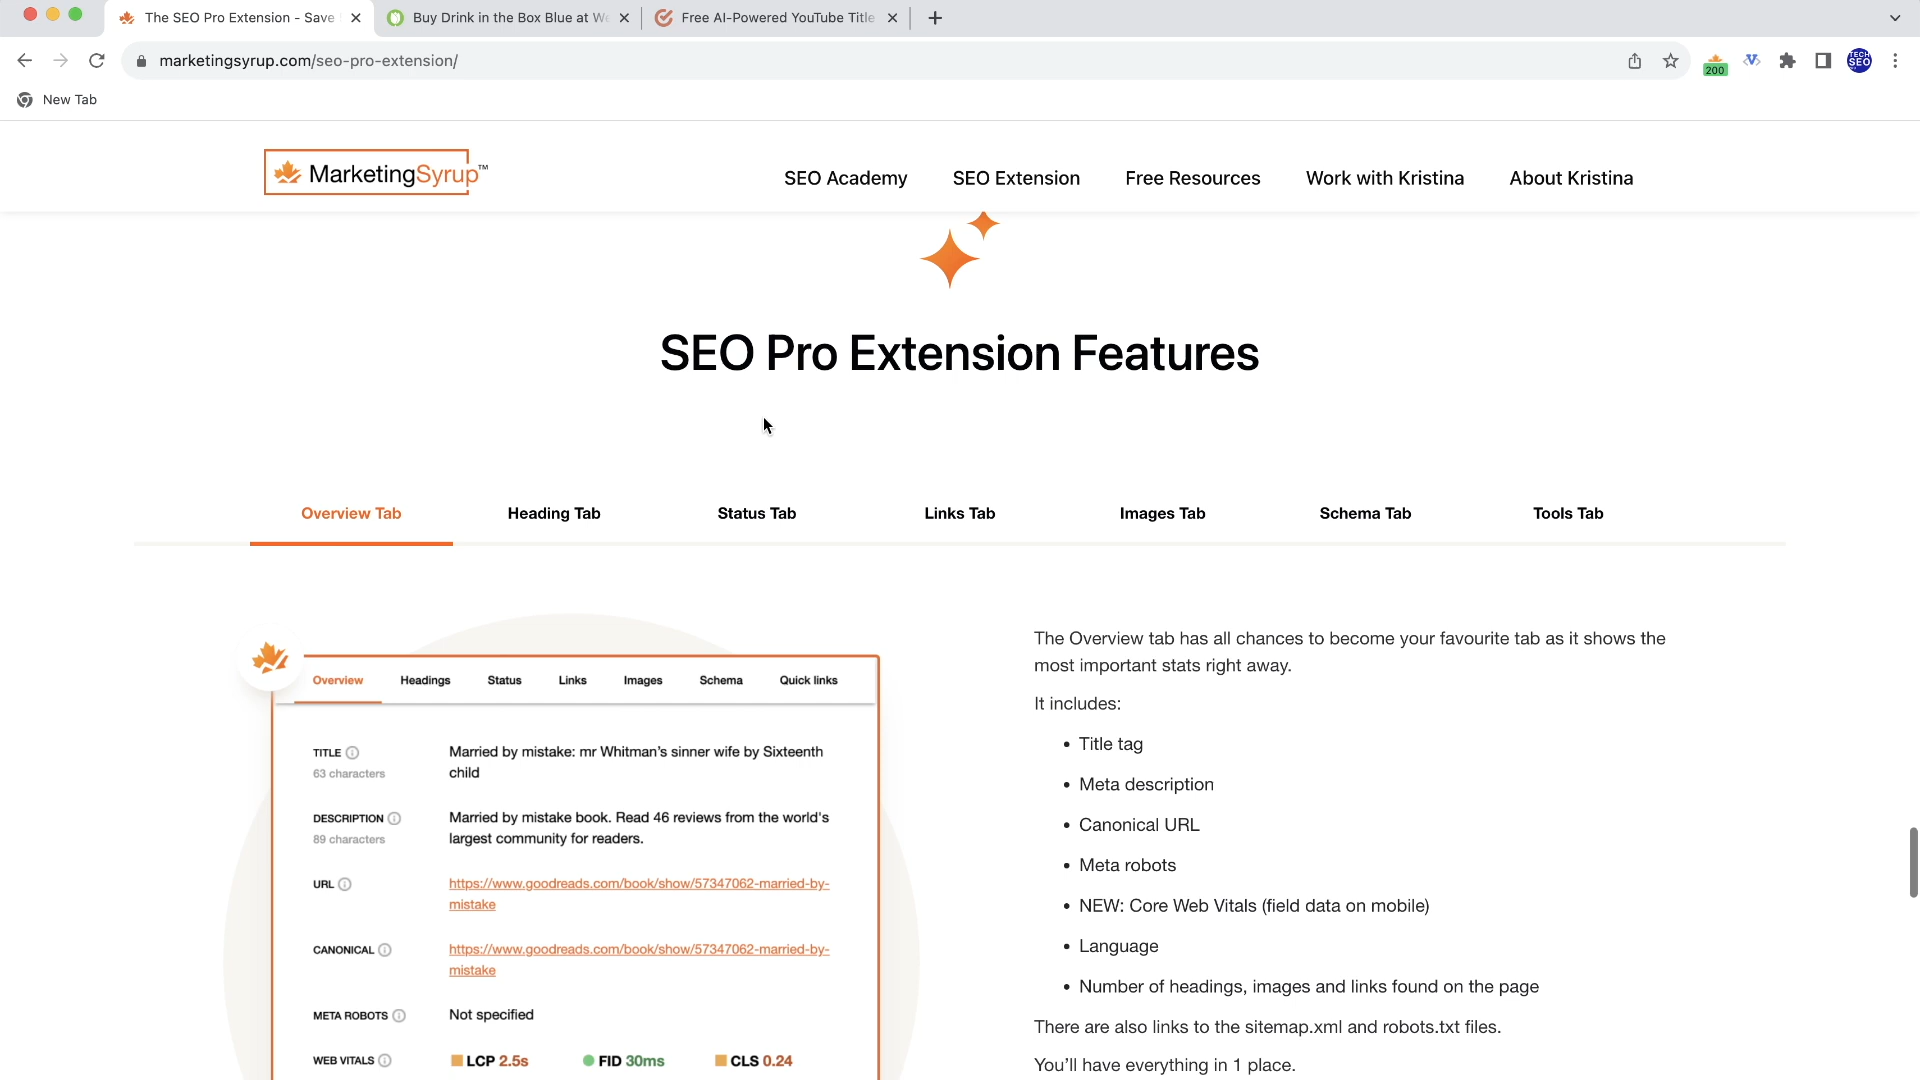 The SEO Pro Extension - Save
Buy Drink in the Box Blue at We
Free AI-Powered YouTube Title
marketingsyrup.com/seo-pro-extension/
200
TECH
SEO
New Tab
MarketingSyrup™
SEO Academy
SEO Extension
Free Resources
Work with Kristina
About Kristina
SEO Pro Extension Features
Overview Tab
Heading Tab
Status Tab
Links Tab
Images Tab
Schema Tab
Tools Tab
Overview
Headings
Status
Links
Images
Schema
Quick links
TITLE
63 characters
Married by mistake: mr Whitman's sinner wife by Sixteenth
child
DESCRIPTION
89 characters
Married by mistake book. Read 46 reviews from the world's
largest community for readers.
URL
https://www.goodreads.com/book/show/57347062-married-by-
mistake
CANONICAL
https://www.goodreads.com/book/show/57347062-married-by-
mistake
META ROBOTS
Not specified
WEB VITALS
LCP 2.5s
FID 30ms
CLS 0.24
The Overview tab has all chances to become your favourite tab as it shows the
most important stats right away.
It includes:
• Title tag
• Meta description
• Canonical URL
• Meta robots
• NEW: Core Web Vitals (field data on mobile)
• Language
• Number of headings, images and links found on the page
There are also links to the sitemap.xml and robots.txt files.
You'll have everything in 1 place.